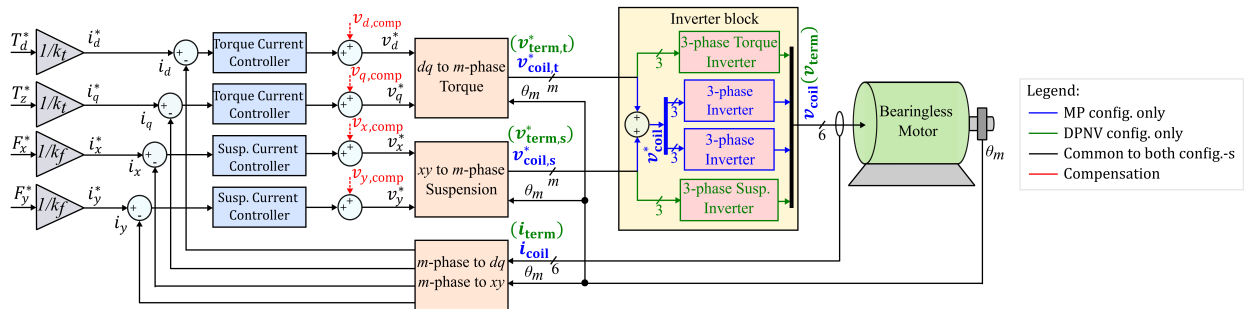 T*d
1/kt
i*d
+
-
id
Torque Current
Controller
vd,comp
+
+
v*d
T*z
1/kt
i*q
+
-
iq
Torque Current
Controller
vq,comp
+
+
v*q
dq to m-phase
Torque
(v*term,t)
v*coil,t
m
θm
F*x
1/kf
i*x
+
-
ix
Susp. Current
Controller
vx,comp
+
+
v*x
F*y
1/kf
i*y
+
-
iy
Susp. Current
Controller
vy,comp
+
+
v*y
xy to m-phase
Suspension
(v*term,s)
v*coil,s
m
θm
m-phase to dq
m-phase to xy
(iterm)
icoil
6
θm
Inverter block
3
3-phase Torque
Inverter
+
+
v*coil
3
3-phase
Inverter
3
3-phase
Inverter
3
3-phase Susp.
Inverter
vcoil(vterm)
6
Bearingless
Motor
θm
Legend:
MP config. only
DPNV config. only
Common to both config.-s
Compensation